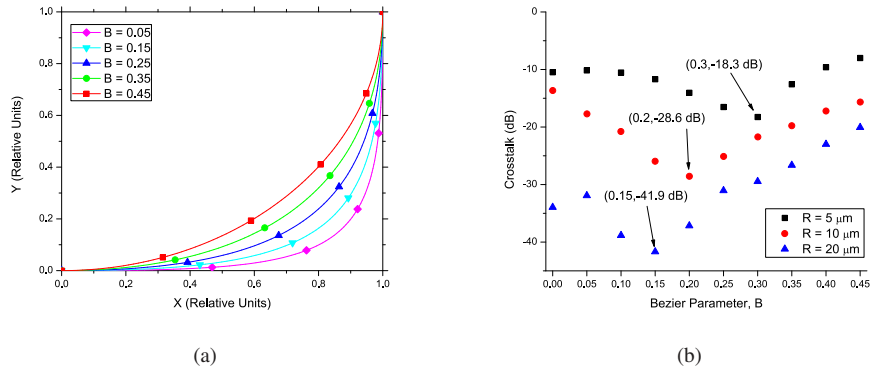 B = 0.05
B = 0.15
B = 0.25
B = 0.35
B = 0.45
1.0
0.8
0.6
0.4
0.2
0.0
0.0 0.2 0.4 0.6 0.8 1.0
Y (Relative Units)
X (Relative Units)
(a)
0
-10
-20
-30
-40
Crosstalk (dB)
(0.3,-18.3 dB)
(0.2,-28.6 dB)
(0.15,-41.9 dB)
R = 5 μm
R = 10 μm
R = 20 μm
0.00 0.05 0.10 0.15 0.20 0.25 0.30 0.35 0.40 0.45
Bezier Parameter, B
(b)